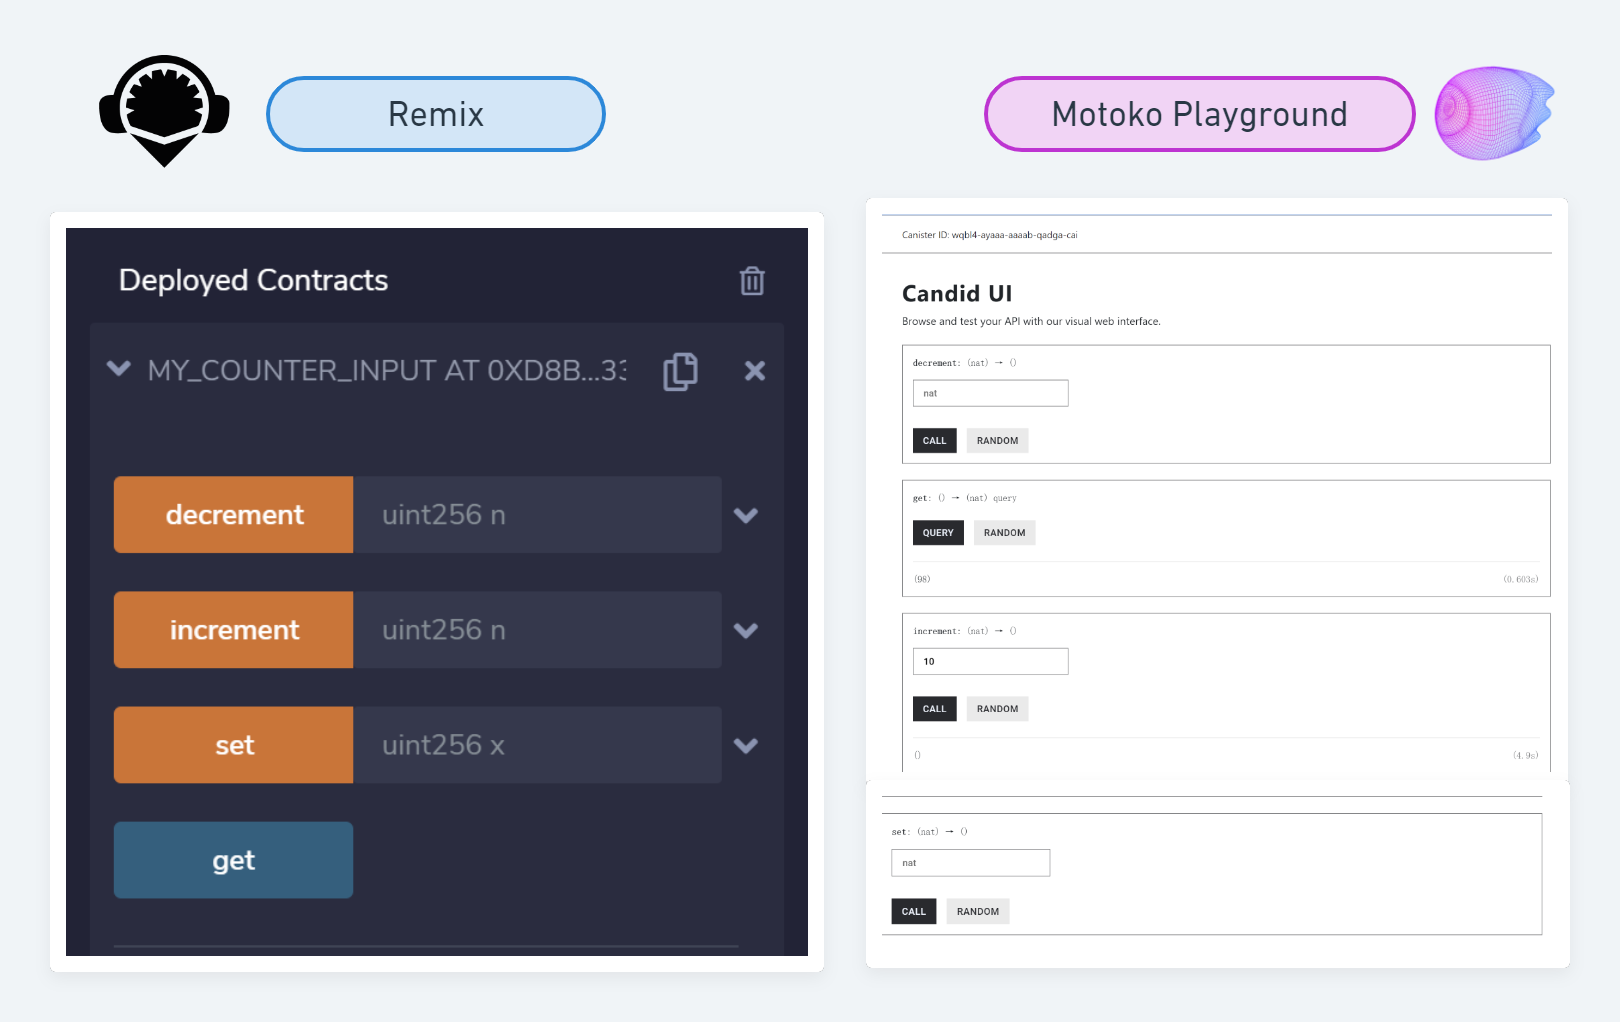 Remix
Motoko Playground
Deployed Contracts
MY_COUNTER_INPUT AT 0XD8B...33
decrement
uint256 n
increment
uint256 n
set
uint256 x
get
Canister ID: wqbl4-ayaaa-aaaab-qadga-cai
Candid UI
Browse and test your API with our visual web interface.
decrement: (nat) → ()
nat
CALL RANDOM
get: () → (nat) query
QUERY RANDOM
(98) (0.603s)
increment: (nat) → ()
10
CALL RANDOM
() (4.9s)
set: (nat) → ()
nat
CALL RANDOM